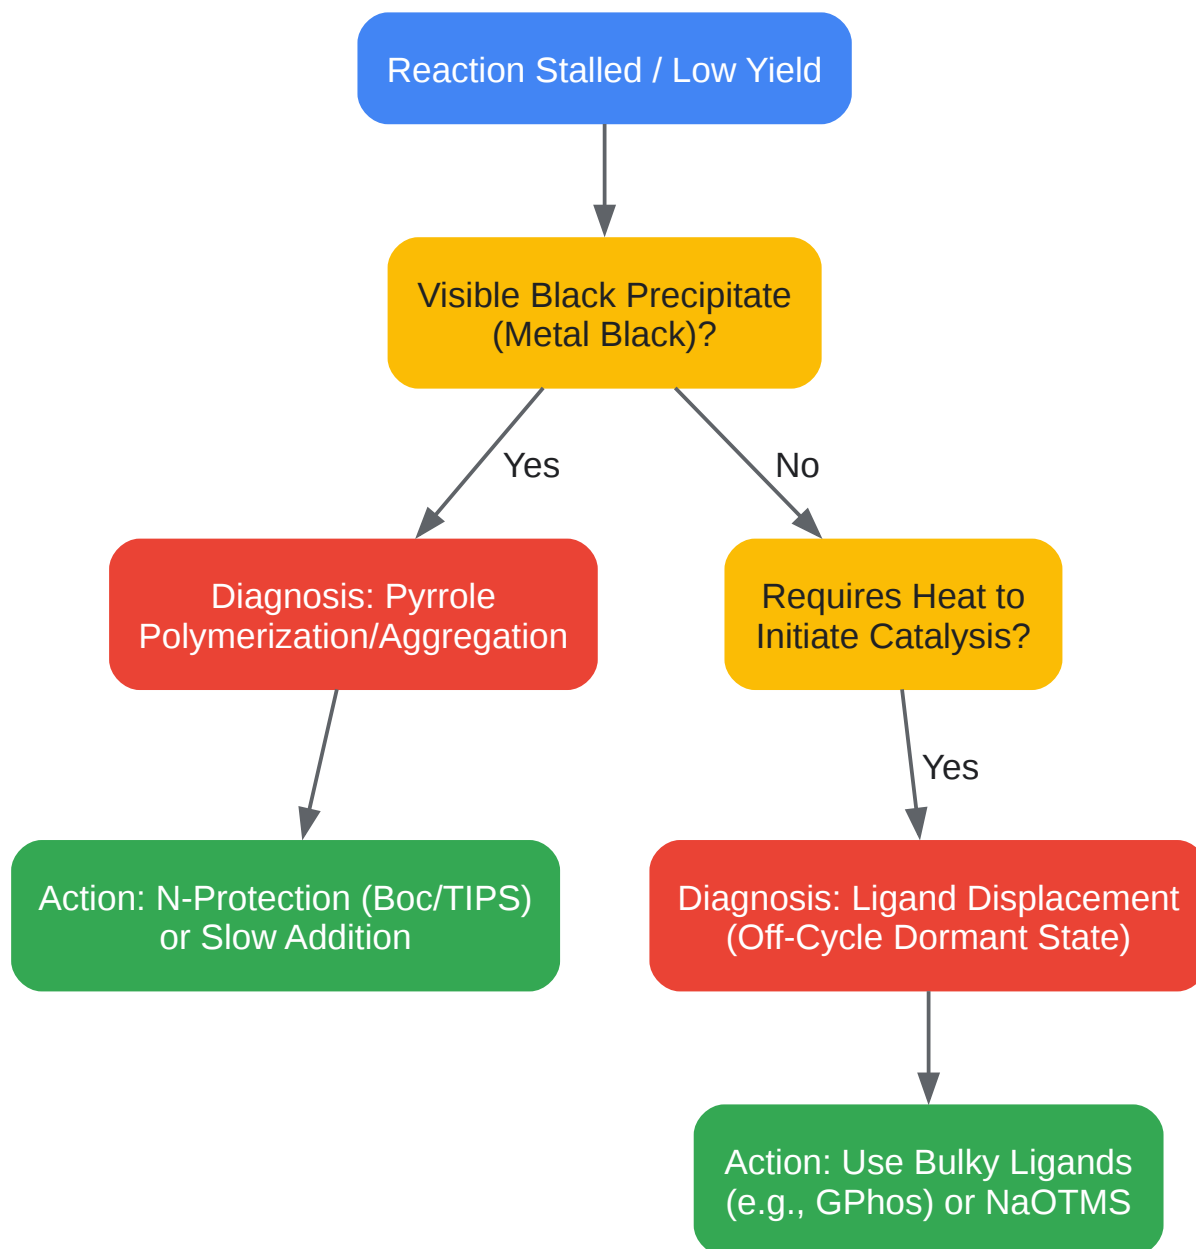 Reaction Stalled / Low Yield
Visible Black Precipitate
(Metal Black)?
Yes
No
Diagnosis: Pyrrole
Polymerization/Aggregation
Requires Heat to
Initiate Catalysis?
Yes
Action: N-Protection (Boc/TIPS)
or Slow Addition
Diagnosis: Ligand Displacement
(Off-Cycle Dormant State)
Action: Use Bulky Ligands
(e.g., GPhos) or NaOTMS